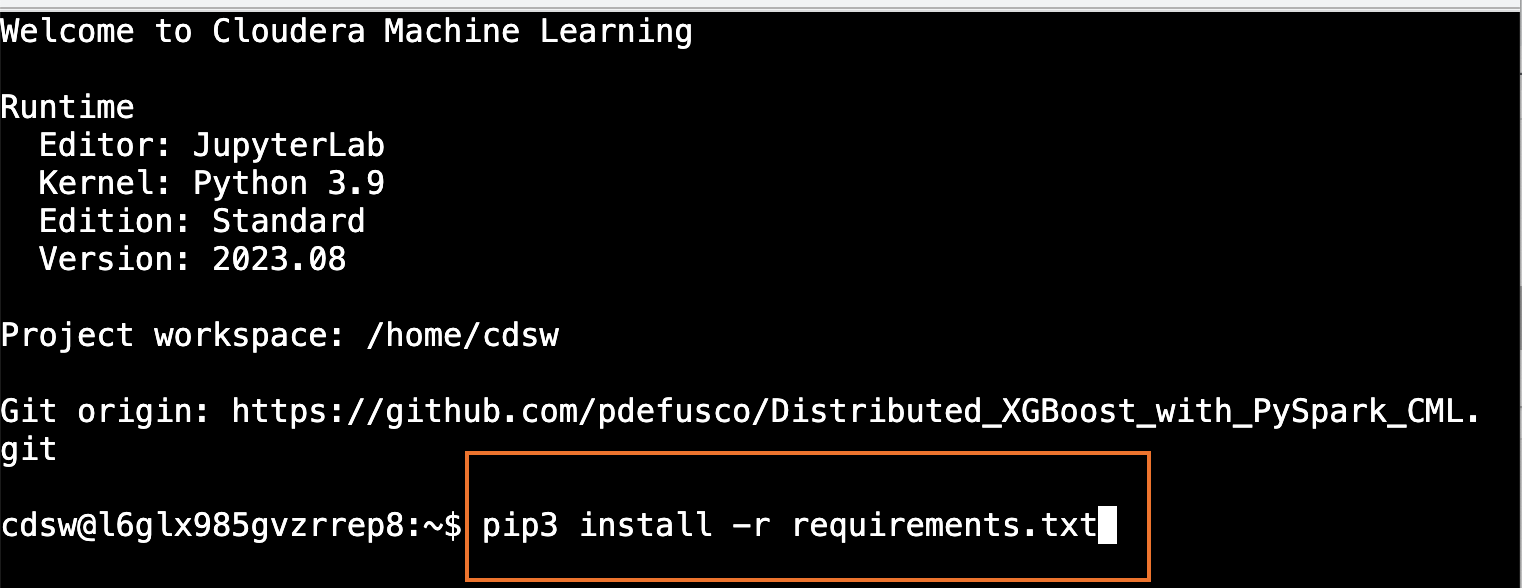 Welcome to Cloudera Machine Learning
Runtime
Editor: JupyterLab
Kernel: Python 3.9
Edition: Standard
Version: 2023.08
Project workspace: /home/cdsw
Git origin: https://github.com/pdefusco/Distributed_XGBoost_with_PySpark_CML.
git
cdsw@l6glx985gvzrrep8:~$ pip3 install -r requirements.txt